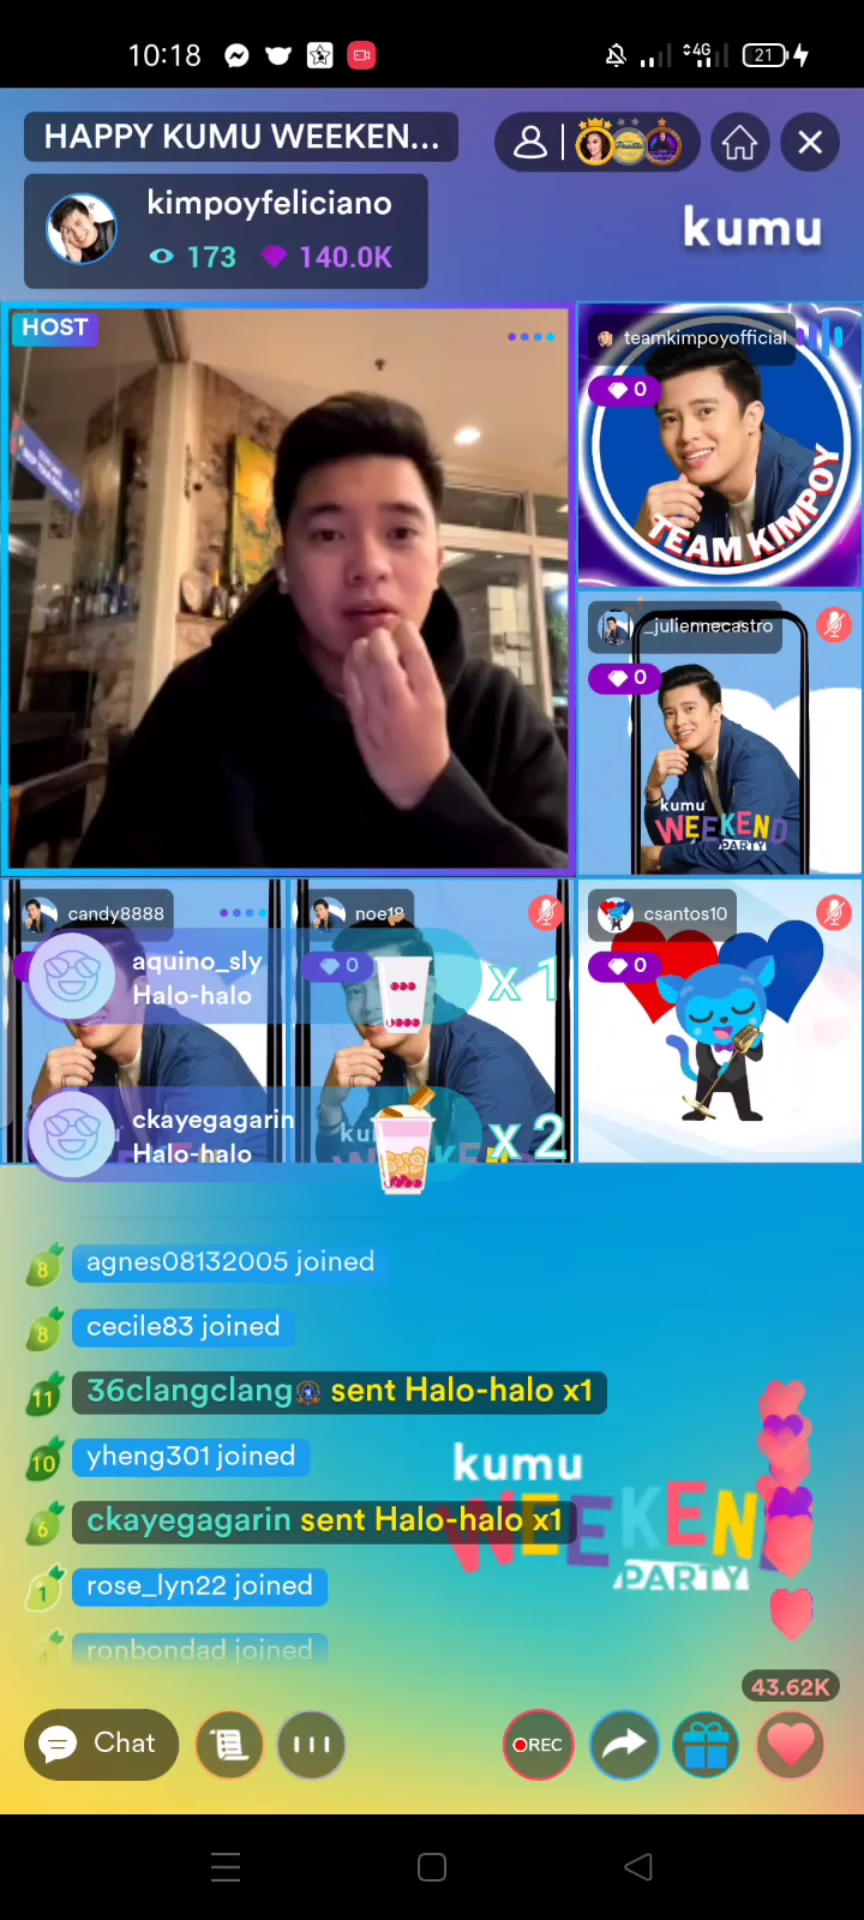 10:18
4G
21
HAPPY KUMU WEEKEN...
kimpoyfeliciano
173
140.0K
kumu
HOST
teamkimpoyofficial
0
TEAM KIMPOY
_juliennecastro
0
kumu
WEEKEND
PARTY
candy8888
noe18
csantos10
0
0
aquino_sly
Halo-halo
x 1
ckayegagarin
Halo-halo
x 2
agnes08132005 joined
8
cecile83 joined
8
36clangclang sent Halo-halo x1
11
yheng301 joined
10
kumu
ckayegagarin sent Halo-halo x1
6
WEEKEND
PARTY
rose_lyn22 joined
1
ronbondad joined
43.62K
Chat
REC